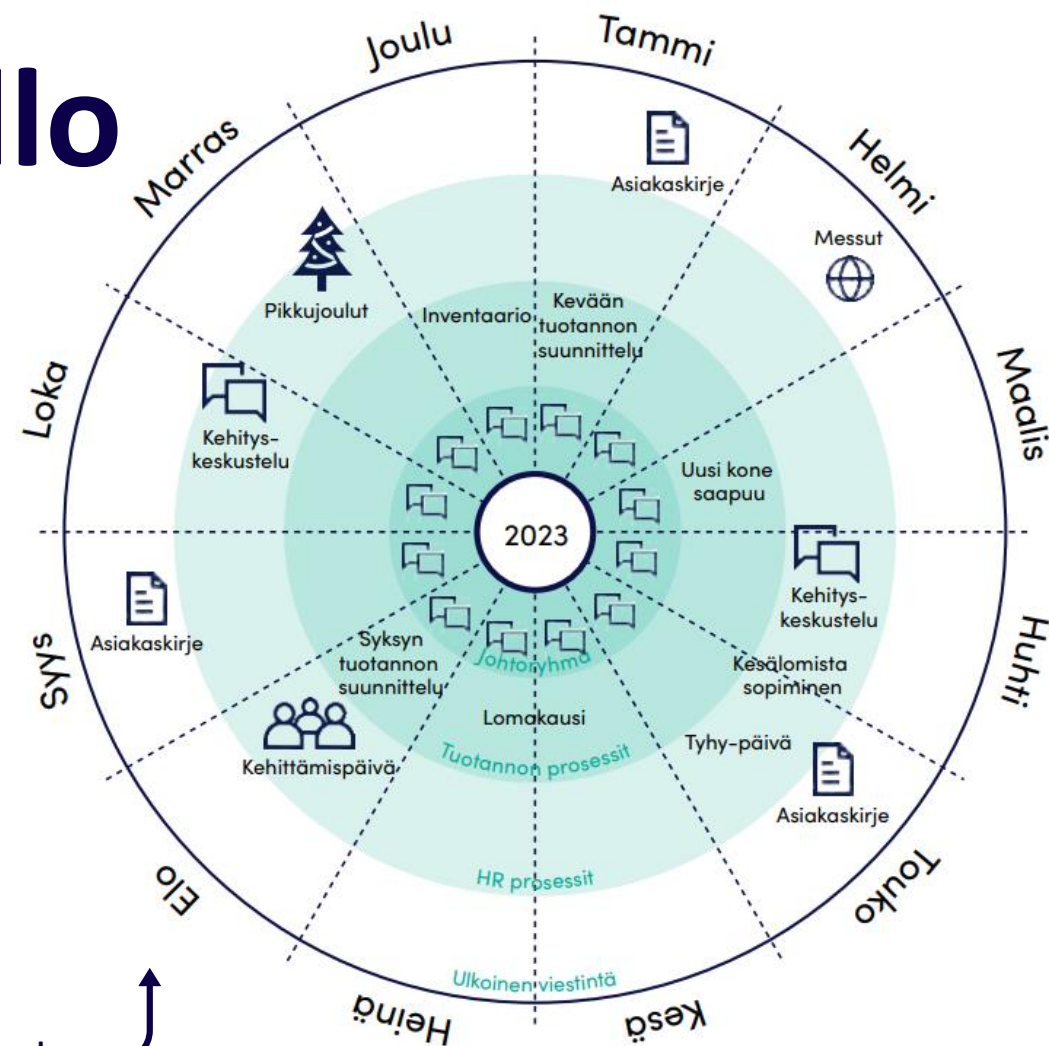 llo
Joulu
Tammi
Helmi
Maalis
Huhti
Touko
Kesä
Heinä
Elo
Syys
Loka
Marras
Asiakaskirje
Messut
Pikkujoulut
Inventaario
Kevään
tuotannon
suunnittelu
Kehitys-
keskustelu
Uusi kone
saapuu
2023
Kehitys-
keskustelu
Asiakaskirje
Syksyn
tuotannon
suunnittelu
Johtoryhmä
Kesälomista
sopiminen
Lomakausi
Tyhy-päivä
Kehittämispäivä
Tuotannon prosessit
Asiakaskirje
HR prosessit
Ulkoinen viestintä